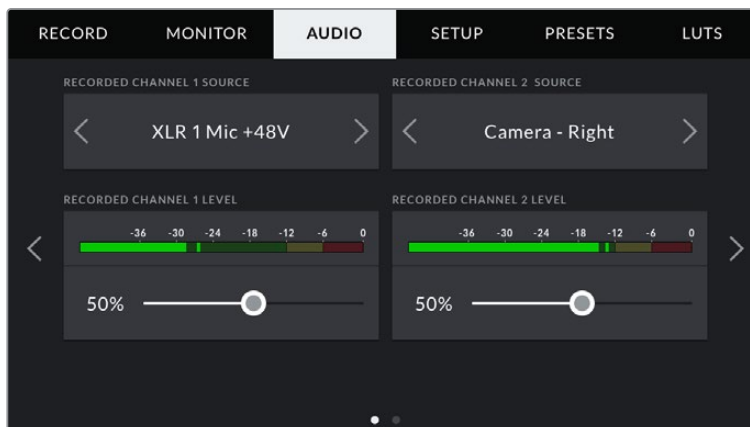 RECORD MONITOR AUDIO SETUP PRESETS LUTS
RECORDED CHANNEL 1 SOURCE RECORDED CHANNEL 2 SOURCE
XLR 1 Mic +48V Camera - Right
RECORDED CHANNEL 1 LEVEL RECORDED CHANNEL 2 LEVEL
-36 -30 -24 -18 -12 -6 0 -36 -30 -24 -18 -12 -6 0
50% 50%